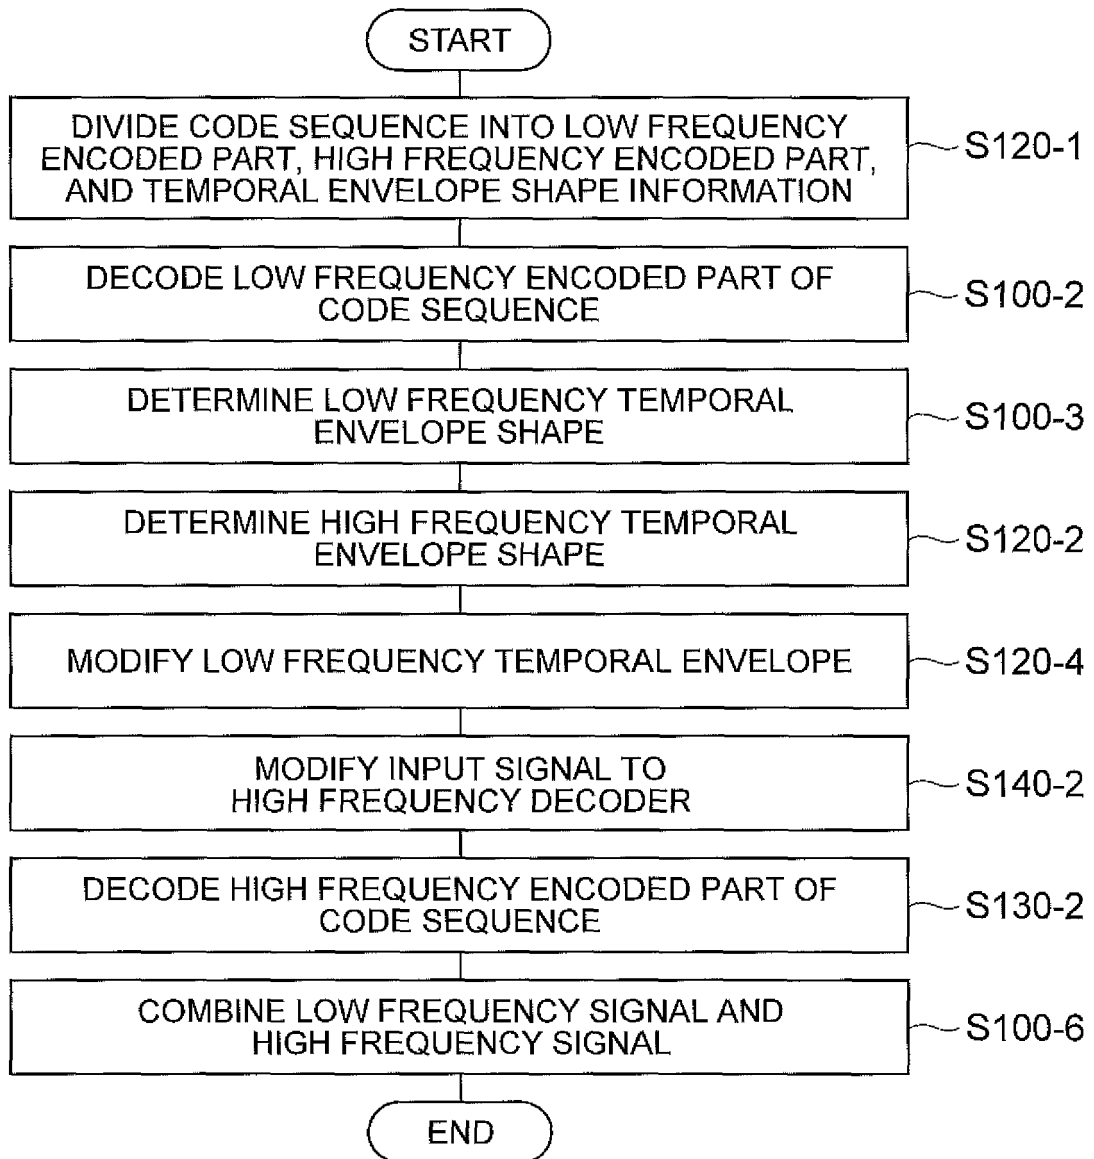 START
DIVIDE CODE SEQUENCE INTO LOW FREQUENCY
ENCODED PART, HIGH FREQUENCY ENCODED PART,
AND TEMPORAL ENVELOPE SHAPE INFORMATION
S120-1
DECODE LOW FREQUENCY ENCODED PART OF
CODE SEQUENCE
S100-2
DETERMINE LOW FREQUENCY TEMPORAL
ENVELOPE SHAPE
S100-3
DETERMINE HIGH FREQUENCY TEMPORAL
ENVELOPE SHAPE
S120-2
MODIFY LOW FREQUENCY TEMPORAL ENVELOPE
S120-4
MODIFY INPUT SIGNAL TO
HIGH FREQUENCY DECODER
S140-2
DECODE HIGH FREQUENCY ENCODED PART OF
CODE SEQUENCE
S130-2
COMBINE LOW FREQUENCY SIGNAL AND
HIGH FREQUENCY SIGNAL
S100-6
END